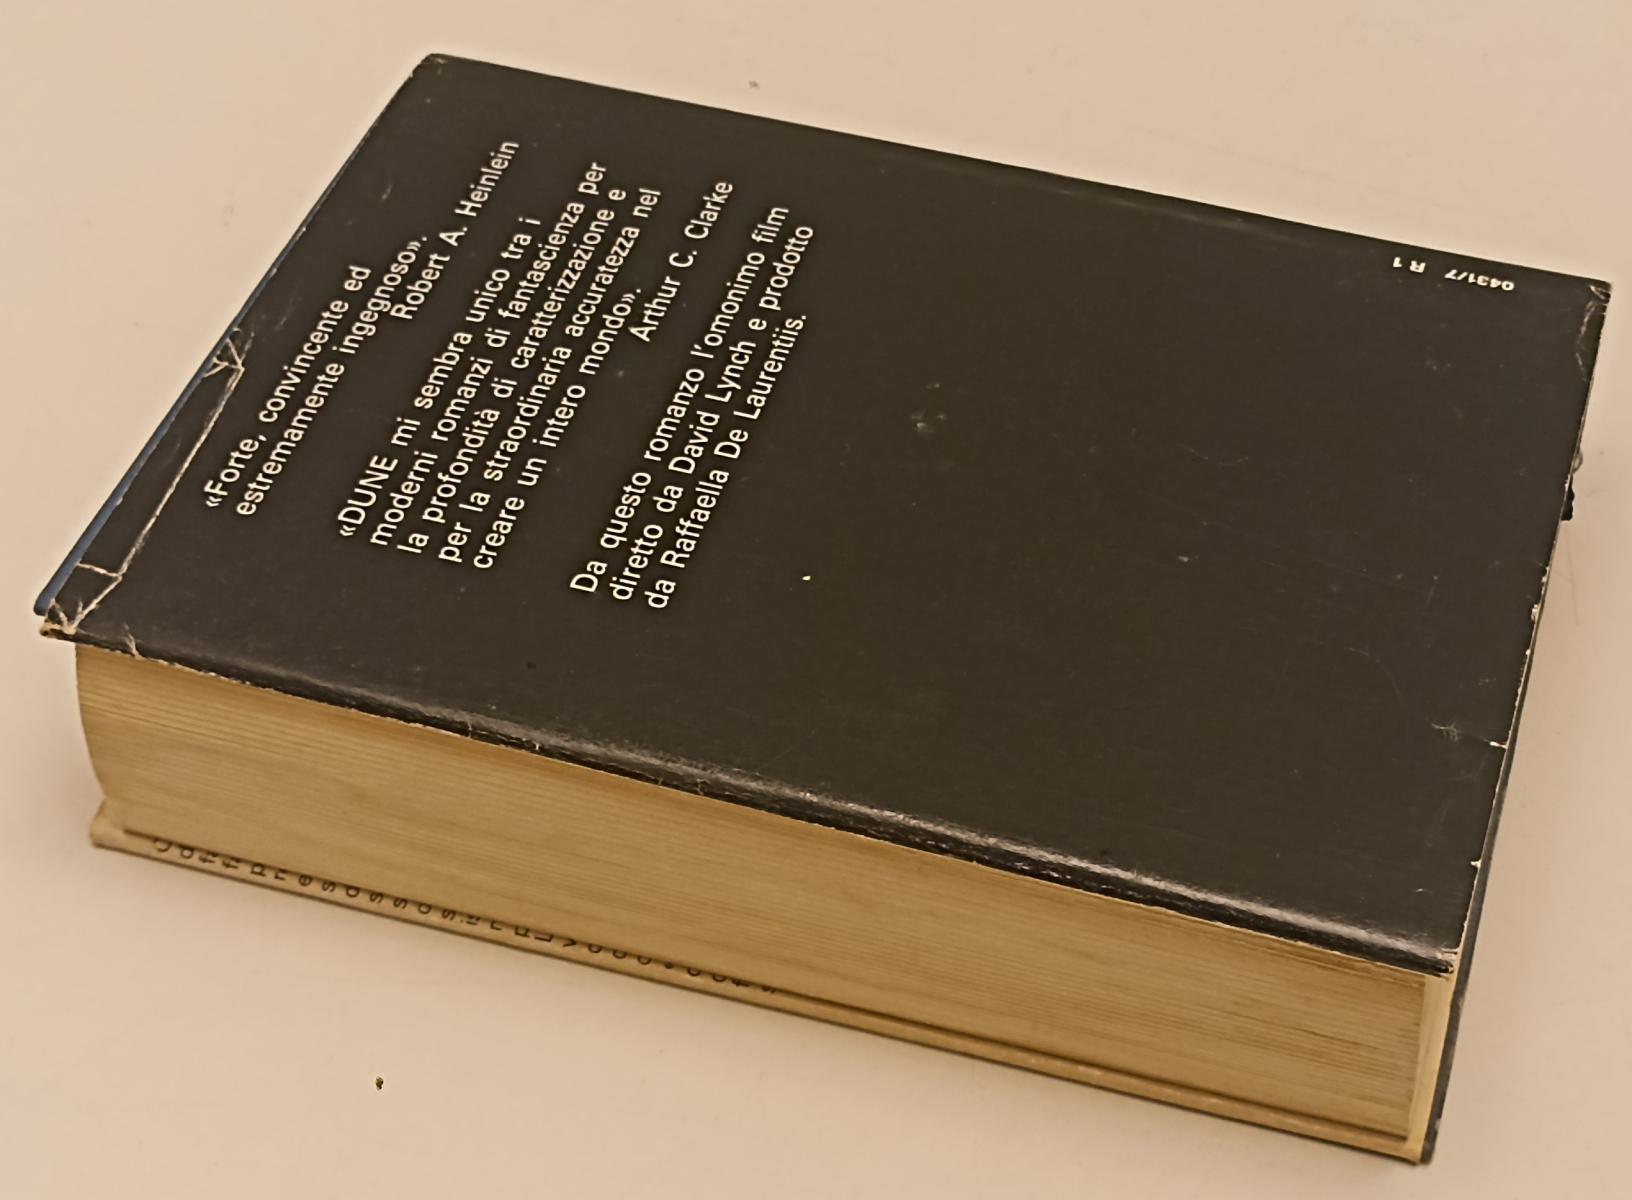 «Forte, convincente ed
estremamente ingegnoso».
Robert A. Heinlein
«DUNE mi sembra unico tra i
moderni romanzi di fantascienza per
la profondità di caratterizzazione e
per la straordinaria accuratezza nel
creare un intero mondo».
Arthur C. Clarke
Da questo romanzo l'omonimo film
diretto da David Lynch e prodotto
da Raffaella De Laurentiis.
0431/7 R 1